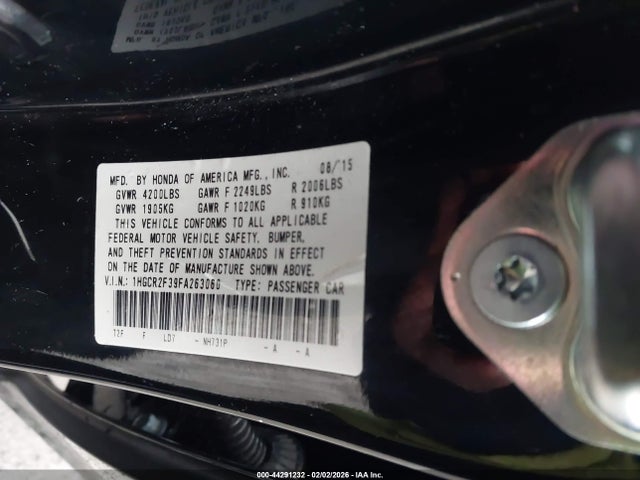 MFD. BY HONDA OF AMERICA MFG., INC. 08/15
GVWR 4200LBS GAWR F 2249LBS R 2006LBS
GVWR 1905KG GAWR F 1020KG R 910KG
THIS VEHICLE CONFORMS TO ALL APPLICABLE
FEDERAL MOTOR VEHICLE SAFETY, BUMPER,
AND THEFT PREVENTION STANDARDS IN EFFECT
ON THE DATE OF MANUFACTURE SHOWN ABOVE.
V.I.N.: 1HGCR2F39FA263060 TYPE: PASSENGER CAR
T2F F LD7 - NH731P - A - A
000-44291232 - 02/02/2026 - IAA Inc.